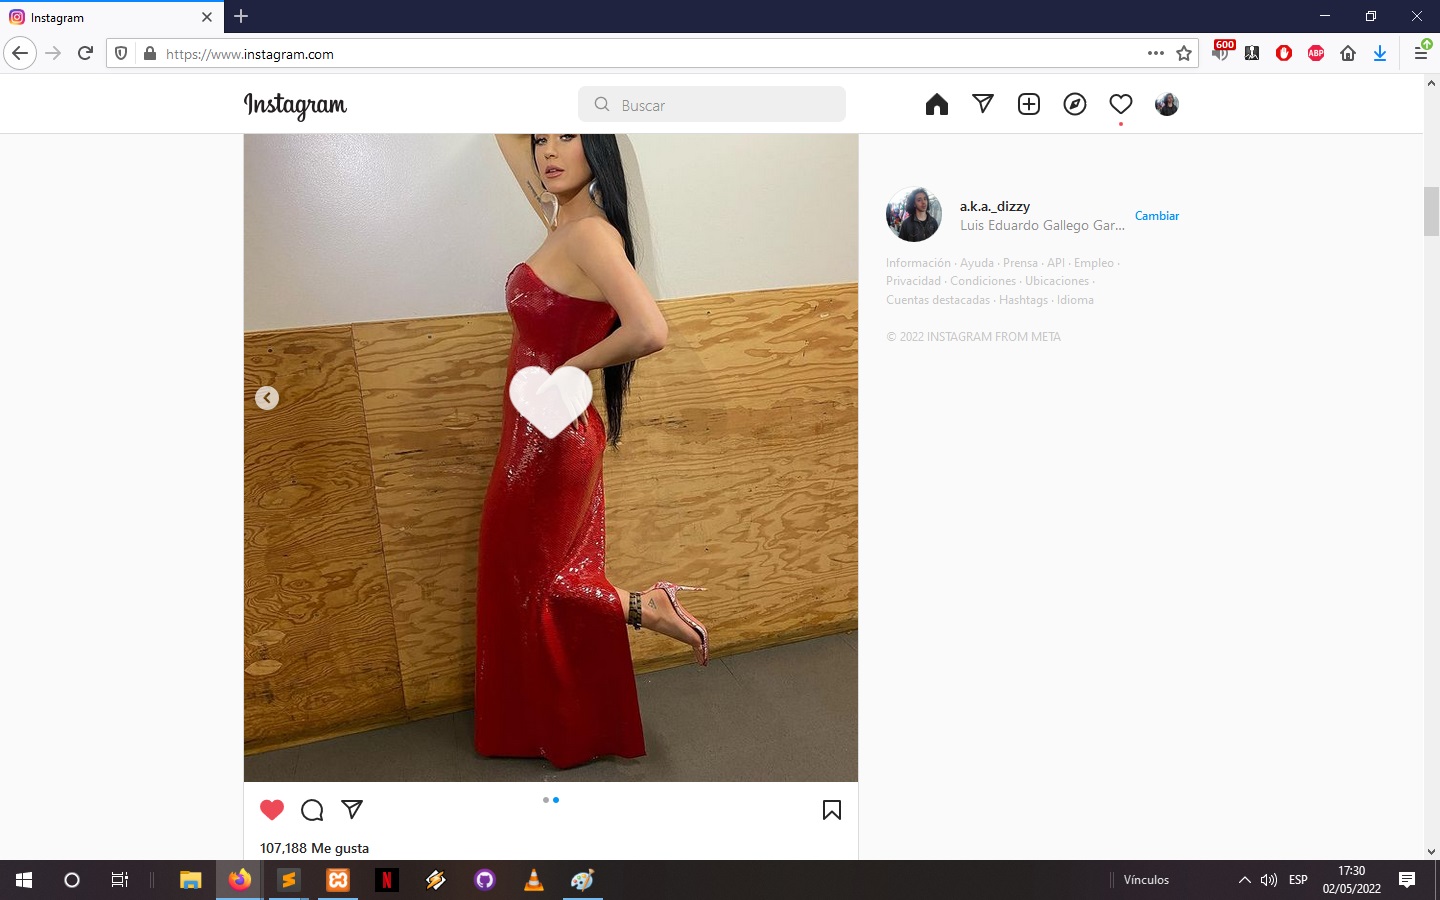 Instagram
https://www.instagram.com
600
ABP
Instagram
Buscar
a.k.a._dizzy
Luis Eduardo Gallego Gar...
Cambiar
Información · Ayuda · Prensa · API · Empleo ·
Privacidad · Condiciones · Ubicaciones ·
Cuentas destacadas · Hashtags · Idioma
© 2022 INSTAGRAM FROM META
107,188 Me gusta
N
Vínculos
ESP
17:30
02/05/2022